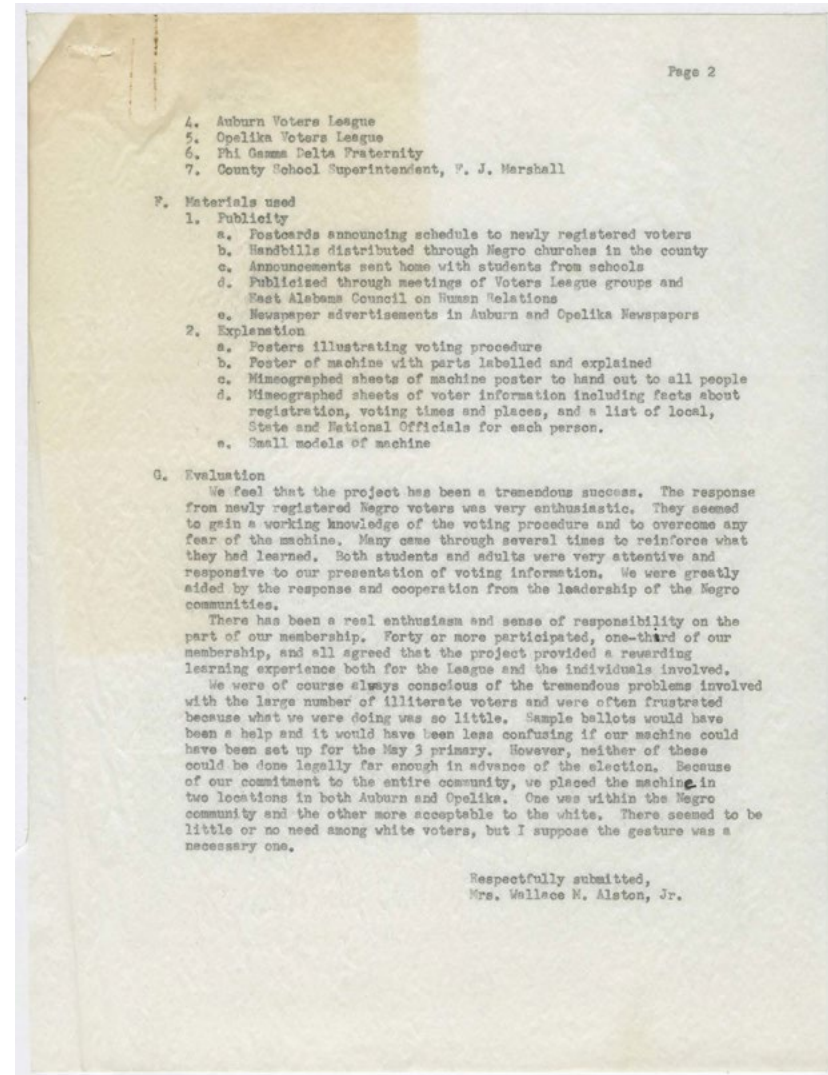 Page 2
4. Auburn Voters League
5. Opelika Voters League
6. Phi Gamma Delta Fraternity
7. County School Superintendent, F. J. Marshall
F. Materials used
1. Publicity
a. Postcards announcing schedule to newly registered voters
b. Handbills distributed through Negro churches in the county
c. Announcements sent home with students from schools
d. Publicized through meetings of Voters League groups and
East Alabama Council on Human Relations
e. Newspaper advertisements in Auburn and Opelika Newspapers
2. Explanation
a. Posters illustrating voting procedure
b. Poster of machine with parts labelled and explained
c. Mimeographed sheets of machine poster to hand out to all people
d. Mimeographed sheets of voter information including facts about
registration, voting times and places, and a list of local,
State and National Officials for each person.
e. Small models of machine
G. Evaluation
We feel that the project has been a tremendous success. The response
from newly registered Negro voters was very enthusiastic. They seemed
to gain a working knowledge of the voting procedure and to overcome any
fear of the machine. Many came through several times to reinforce what
they had learned. Both students and adults were very attentive and
responsive to our presentation of voting information. We were greatly
aided by the response and cooperation from the leadership of the Negro
communities.
There has been a real enthusiasm and sense of responsibility on the
part of our membership. Forty or more participated, one-third of our
membership, and all agreed that the project provided a rewarding
learning experience both for the League and the individuals involved.
We were of course always conscious of the tremendous problems involved
with the large number of illiterate voters and were often frustrated
because what we were doing was so little. Sample ballots would have
been a help and it would have been less confusing if our machine could
have been set up for the May 3 primary. However, neither of these
could be done legally far enough in advance of the election. Because
of our commitment to the entire community, we placed the machine in
two locations in both Auburn and Opelika. One was within the Negro
community and the other more acceptable to the white. There seemed to be
little or no need among white voters, but I suppose the gesture was a
necessary one.
Respectfully submitted,
Mrs. Wallace M. Alston, Jr.